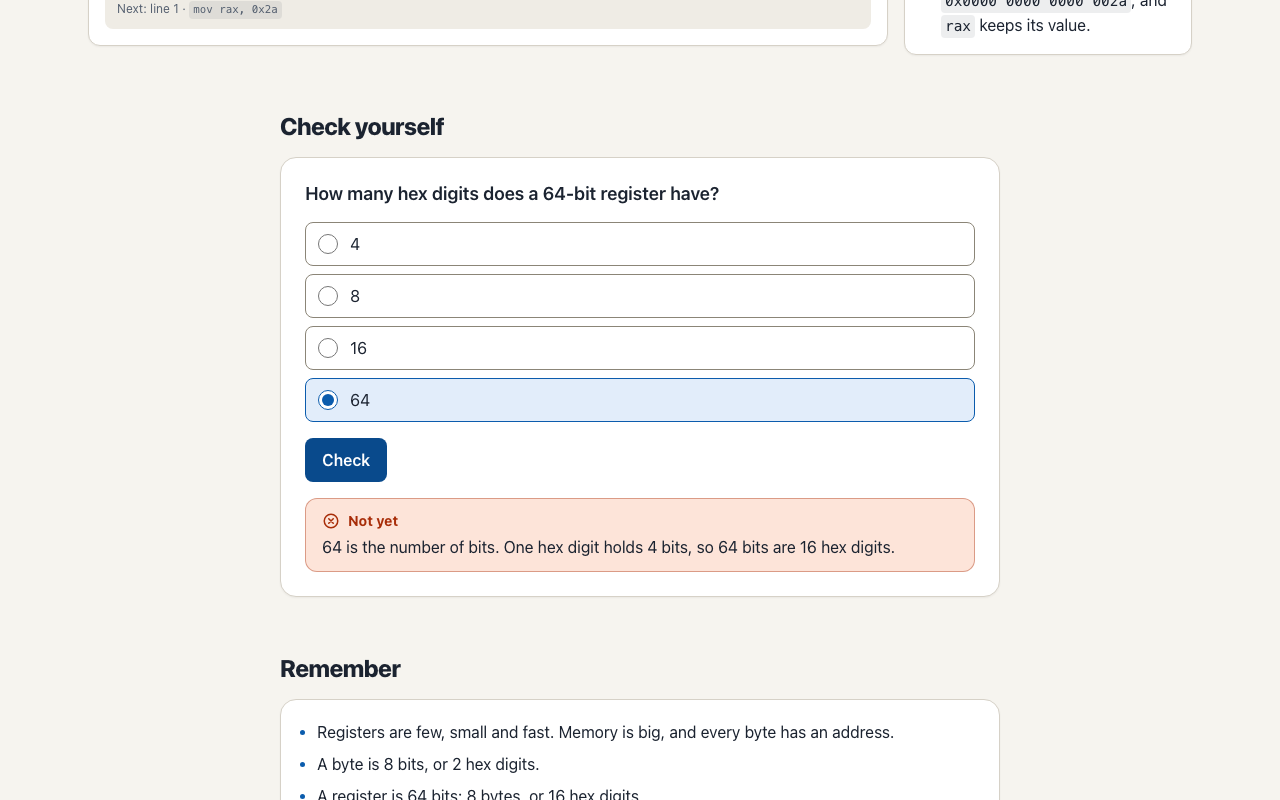 Next: line 1 · mov rax, 0x2a
0x0000 0000 0000 002a, and
rax keeps its value.
Check yourself
How many hex digits does a 64-bit register have?
4
8
16
64
Check
Not yet
64 is the number of bits. One hex digit holds 4 bits, so 64 bits are 16 hex digits.
Remember
Registers are few, small and fast. Memory is big, and every byte has an address.
A byte is 8 bits, or 2 hex digits.
A register is 64 bits: 8 bytes, or 16 hex digits.